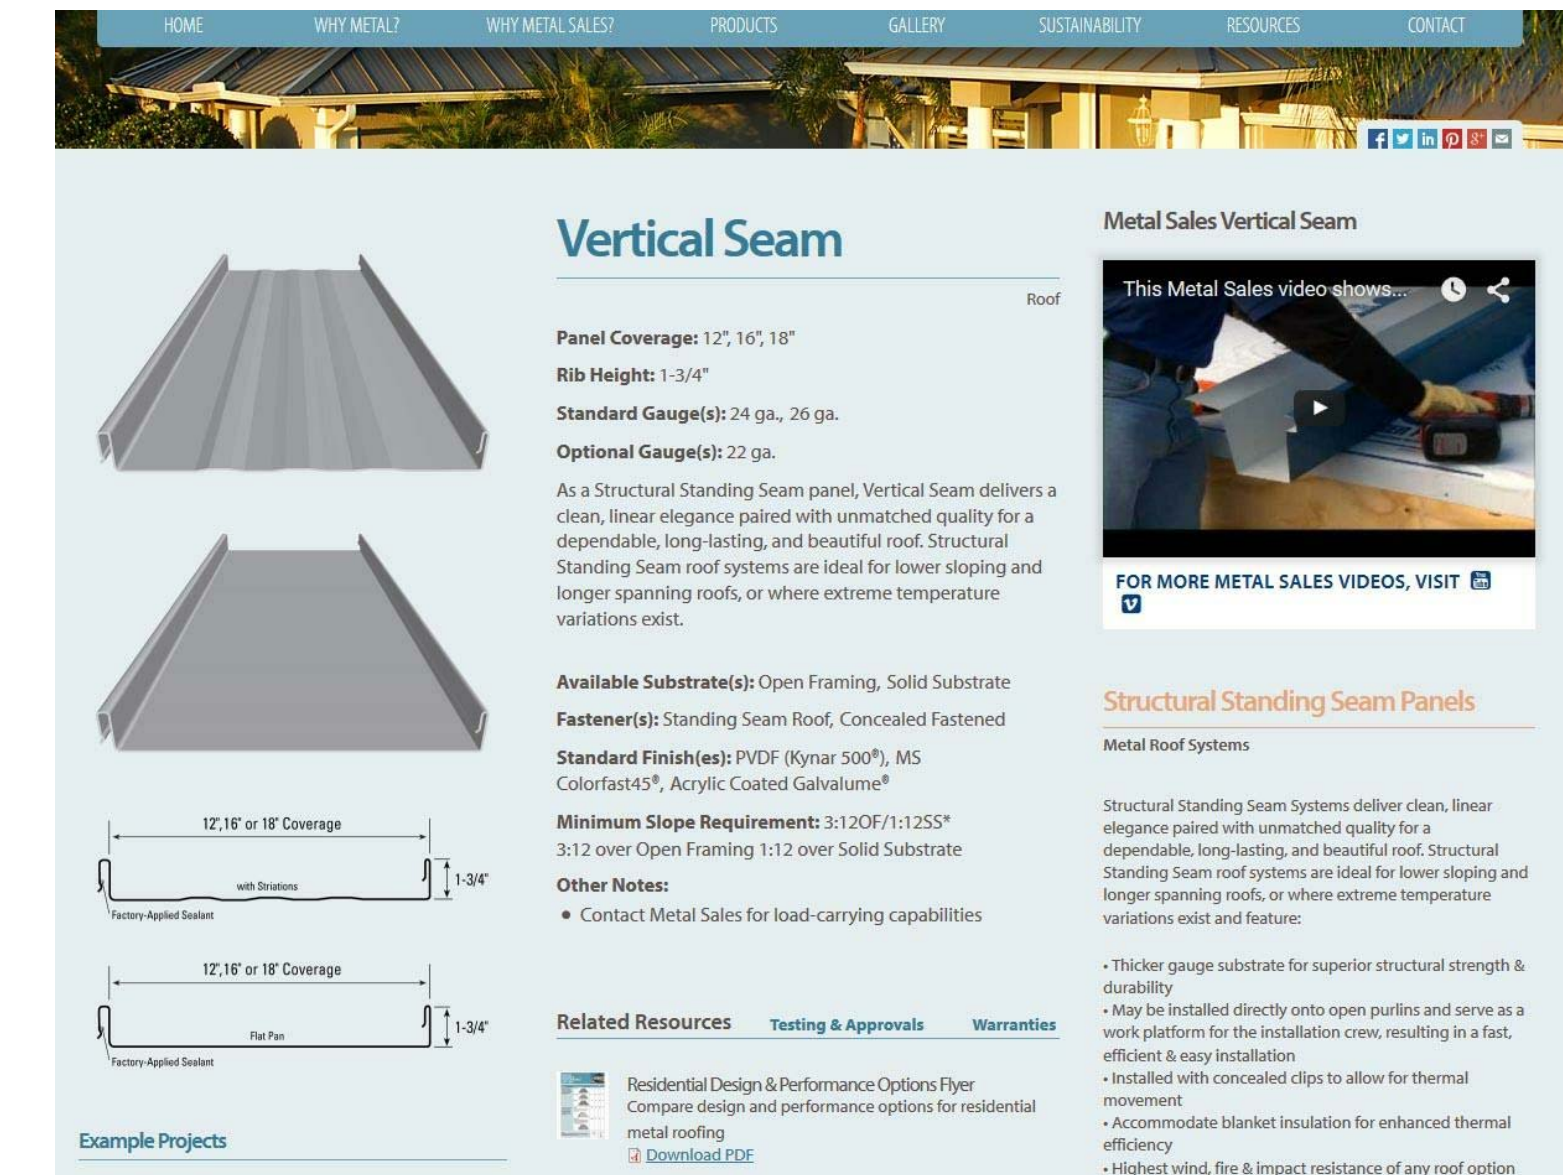 HOME WHY METAL? WHY METAL SALES? PRODUCTS GALLERY SUSTAINABILITY RESOURCES CONTACT
12",16" or 18" Coverage
with Striations
1-3/4"
Factory-Applied Sealant
12",16" or 18" Coverage
Flat Pan
1-3/4"
Factory-Applied Sealant
Example Projects
Vertical Seam
Roof
Panel Coverage: 12", 16", 18"
Rib Height: 1-3/4"
Standard Gauge(s): 24 ga., 26 ga.
Optional Gauge(s): 22 ga.
As a Structural Standing Seam panel, Vertical Seam delivers a
clean, linear elegance paired with unmatched quality for a
dependable, long-lasting, and beautiful roof. Structural
Standing Seam roof systems are ideal for lower sloping and
longer spanning roofs, or where extreme temperature
variations exist.
Available Substrate(s): Open Framing, Solid Substrate
Fastener(s): Standing Seam Roof, Concealed Fastened
Standard Finish(es): PVDF (Kynar 500®), MS
Colorfast45®, Acrylic Coated Galvalume®
Minimum Slope Requirement: 3:12OF/1:12SS*
3:12 over Open Framing 1:12 over Solid Substrate
Other Notes:
• Contact Metal Sales for load-carrying capabilities
Related Resources Testing & Approvals Warranties
Residential Design & Performance Options Flyer
Compare design and performance options for residential
metal roofing
Download PDF
Metal Sales Vertical Seam
This Metal Sales video shows...
FOR MORE METAL SALES VIDEOS, VISIT
Structural Standing Seam Panels
Metal Roof Systems
Structural Standing Seam Systems deliver clean, linear
elegance paired with unmatched quality for a
dependable, long-lasting, and beautiful roof. Structural
Standing Seam roof systems are ideal for lower sloping and
longer spanning roofs, or where extreme temperature
variations exist and feature:
• Thicker gauge substrate for superior structural strength &
durability
• May be installed directly onto open purlins and serve as a
work platform for the installation crew, resulting in a fast,
efficient & easy installation
• Installed with concealed clips to allow for thermal
movement
• Accommodate blanket insulation for enhanced thermal
efficiency
• Highest wind, fire & impact resistance of any roof option